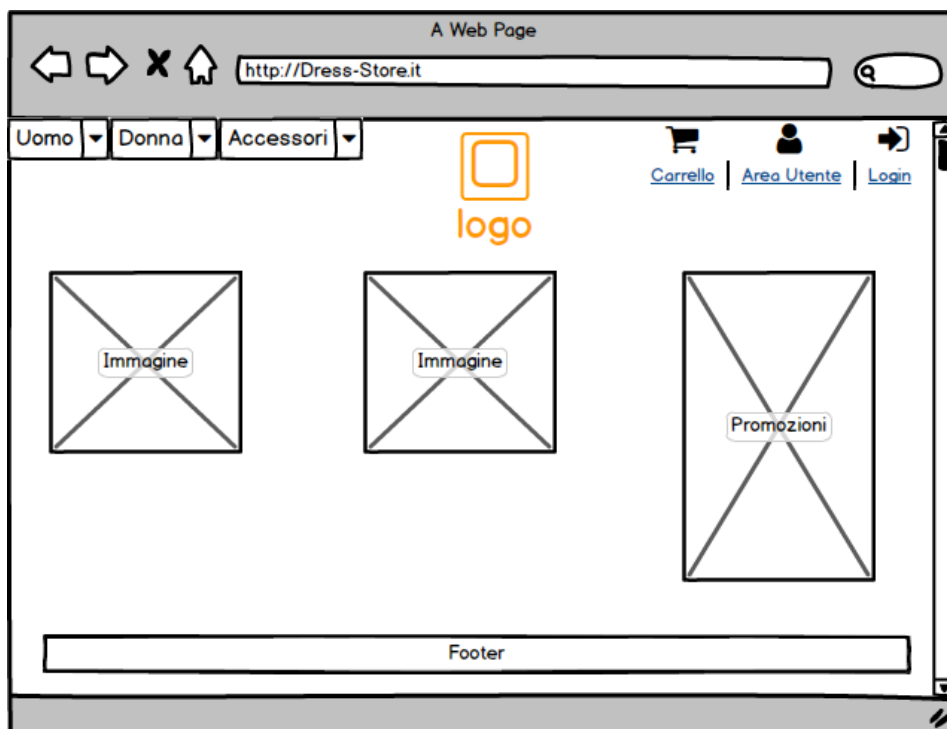 A Web Page
http://Dress-Store.it
Uomo Donna Accessori
Carrello Area Utente Login
logo
Immagine Immagine
Promozioni
Footer